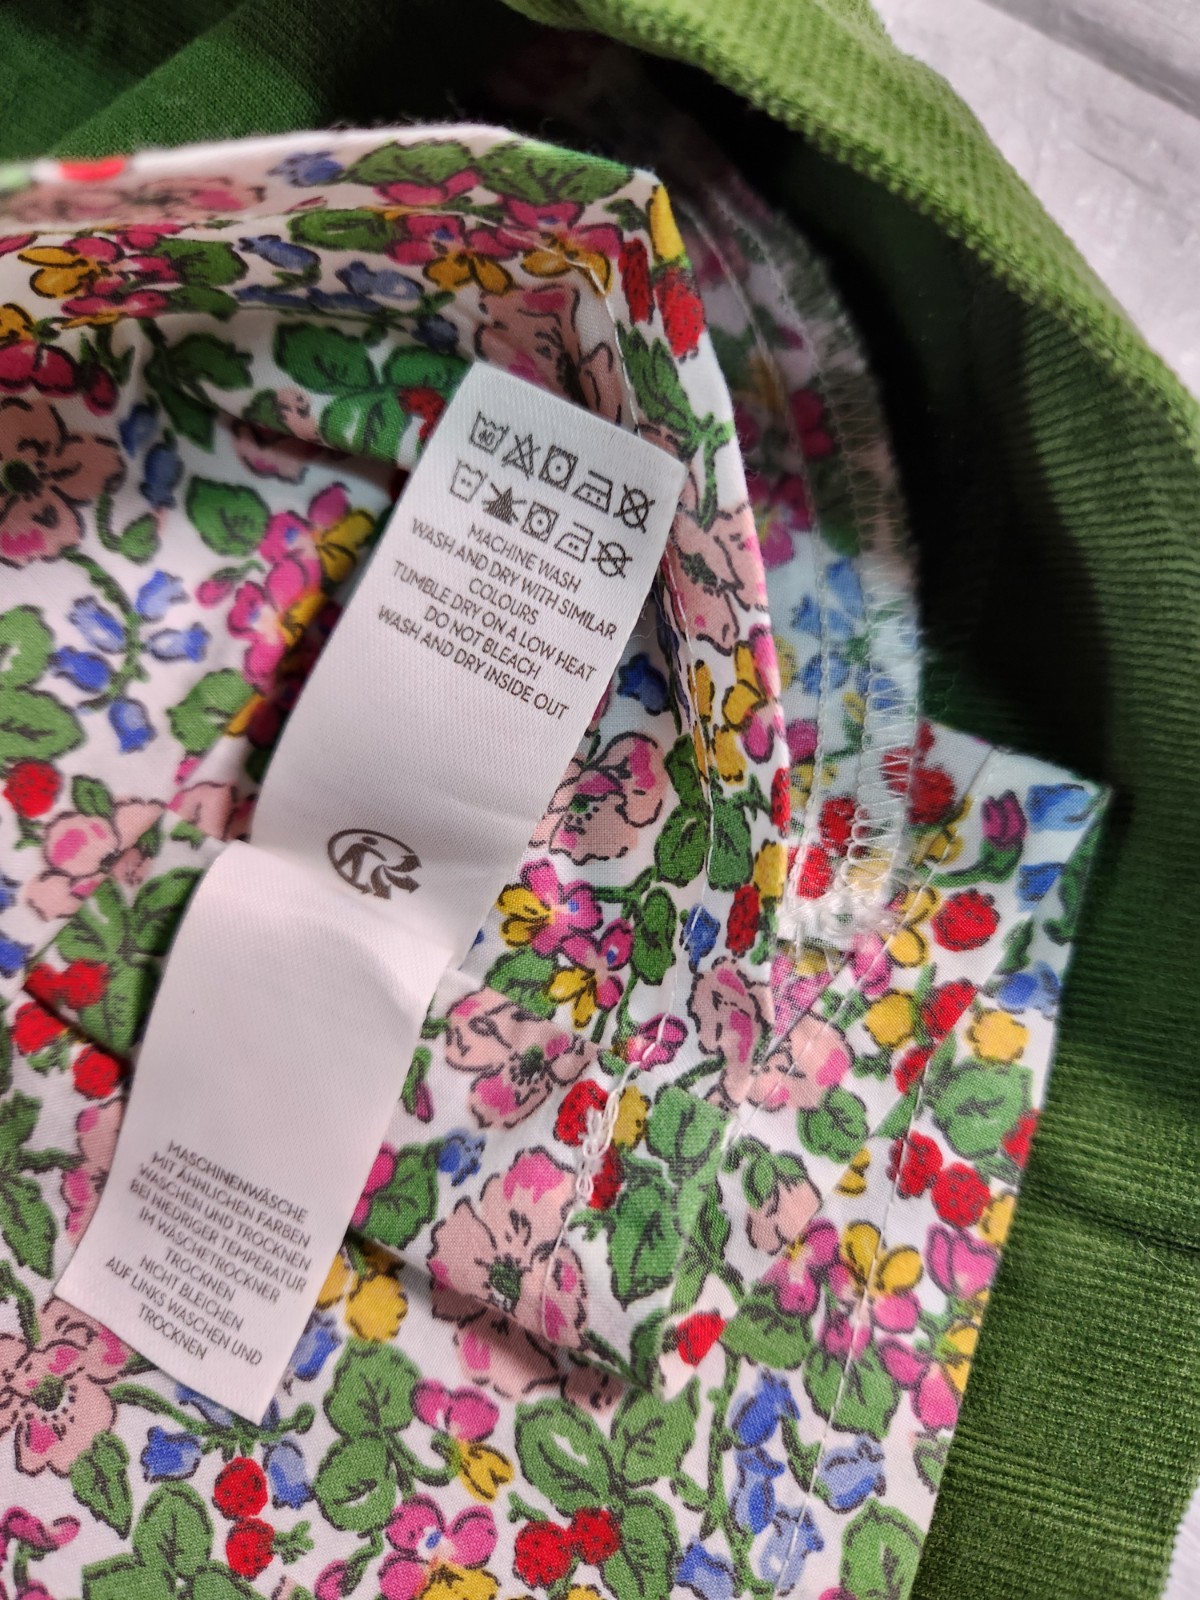 40
MACHINE WASH
WASH AND DRY WITH SIMILAR
COLOURS
TUMBLE DRY ON A LOW HEAT
DO NOT BLEACH
WASH AND DRY INSIDE OUT
MASCHINENWÄSCHE
MIT ÄHNLICHEN FARBEN
WASCHEN UND TROCKNEN
BEI NIEDRIGER TEMPERATUR
IM WÄSCHETROCKNER
TROCKNEN
NICHT BLEICHEN
AUF LINKS WASCHEN UND
TROCKNEN